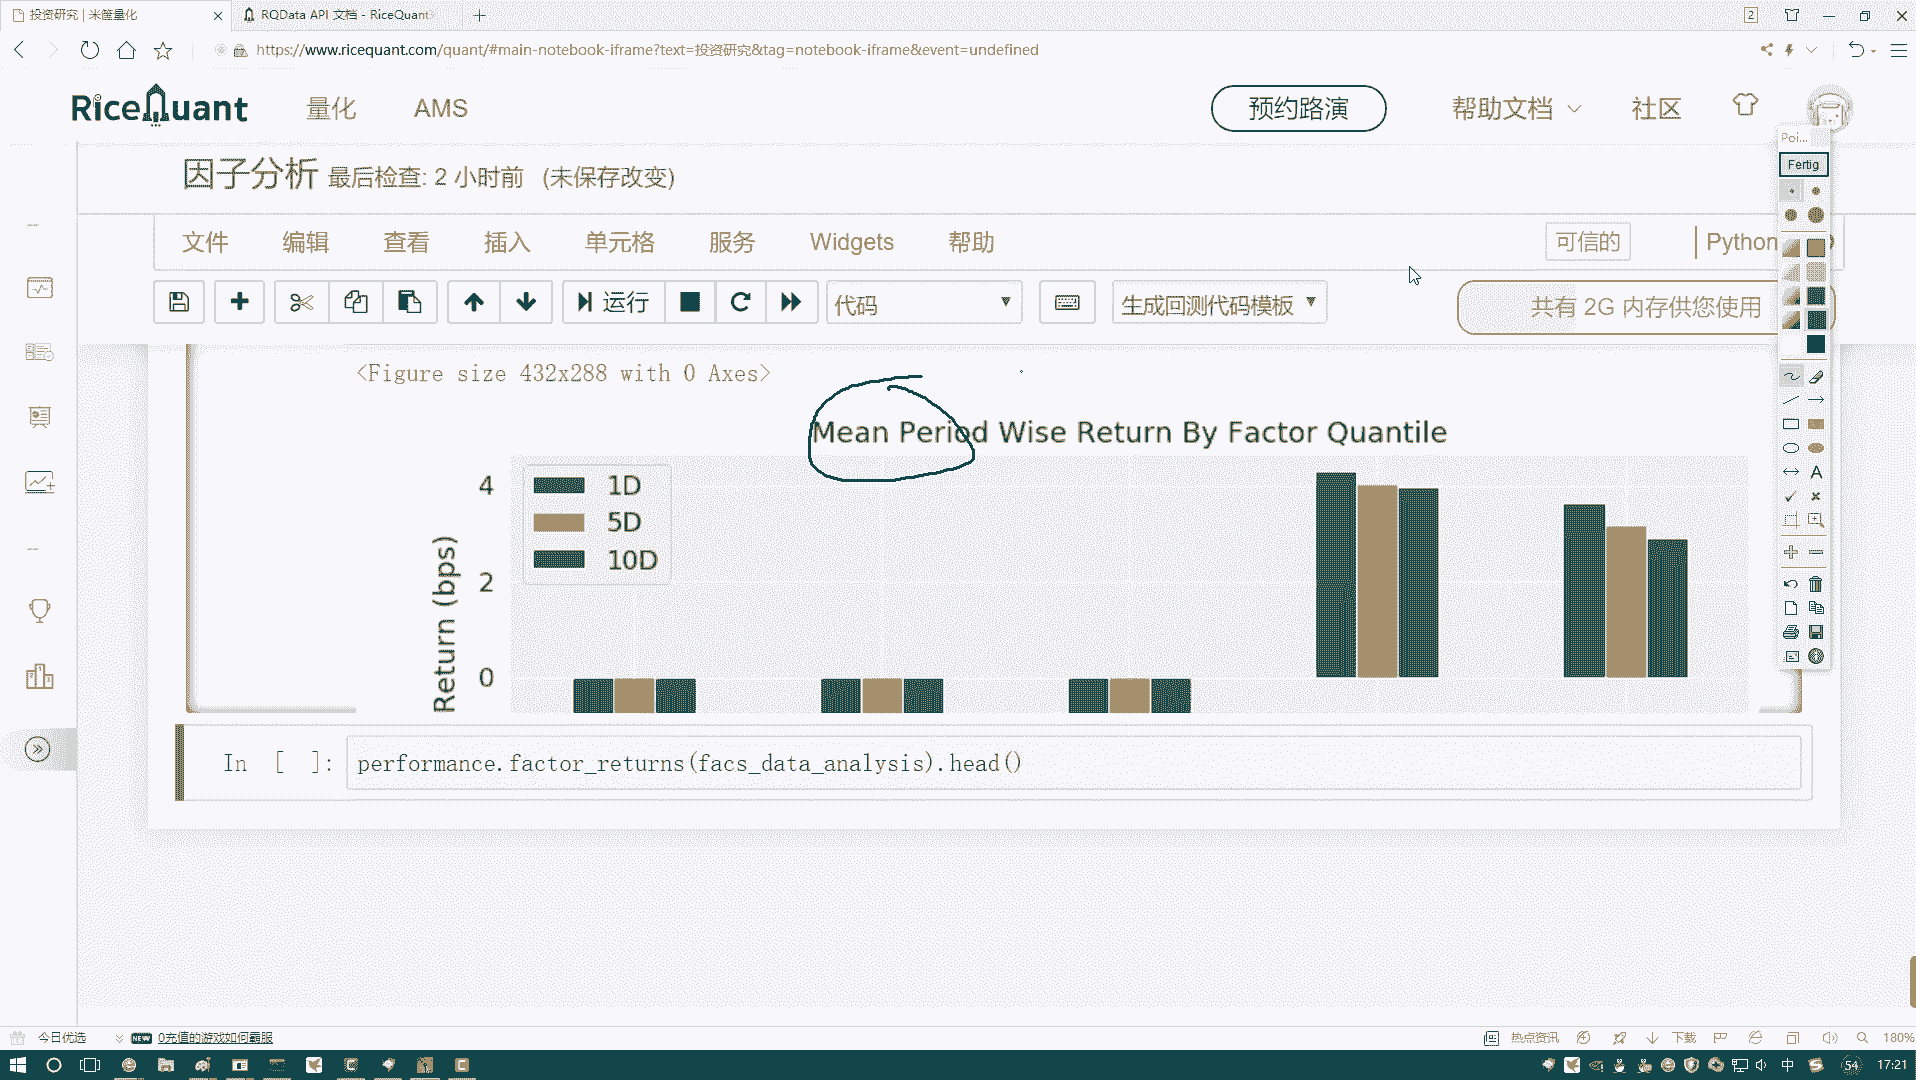 投资研究 | 米筐量化
RQData API 文档 - RiceQuant
2
https://www.ricequant.com/quant/#main-notebook-iframe?text=投资研究&tag=notebook-iframe&event=undefined
RiceQuant
量化
AMS
预约路演
帮助文档
社区
Poi...
Fertig
因子分析 最后检查: 2 小时前 (未保存改变)
文件 编辑 查看 插入 单元格 服务 Widgets 帮助
可信的
Python
运行
代码
生成回测代码模板
共有 2G 内存供您使用
<Figure size 432x288 with 0 Axes>
Mean Period Wise Return By Factor Quantile
1D
5D
10D
4
2
0
Return (bps)
In [ ]:
performance.factor_returns(facs_data_analysis).head()
今日优选
NEW
0充值的游戏如何霸服
热点资讯
下载
180%
中
54
17:21